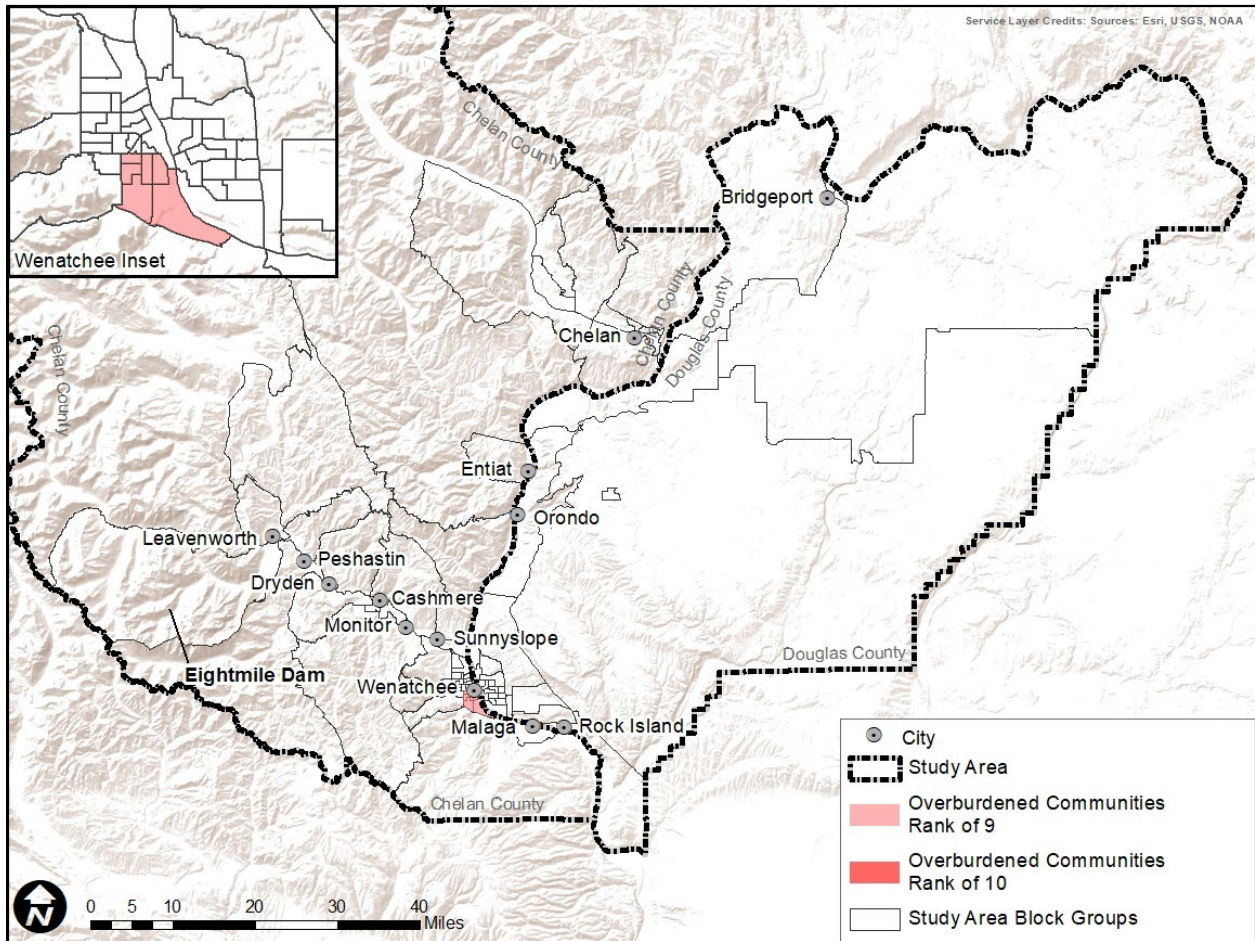 Service Layer Credits: Sources: Esri, USGS, NOAA
Wenatchee Inset
Chelan County
Bridgeport
Chelan
Chelan County
Douglas County
Chelan County
Entiat
Orondo
Leavenworth
Peshastin
Dryden
Cashmere
Monitor
Sunnyslope
Eightmile Dam
Douglas County
Wenatchee
Malaga
Rock Island
Chelan County
City
Study Area
Overburdened Communities
Rank of 9
Overburdened Communities
Rank of 10
Study Area Block Groups
N
0 5 10 20 30 40
Miles